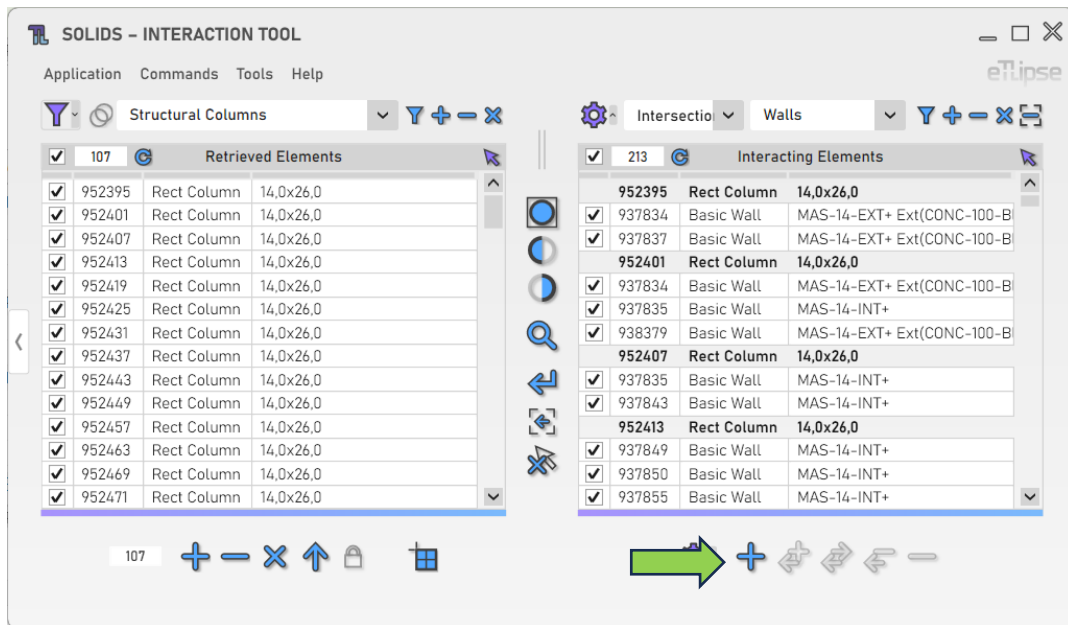 SOLIDS – INTERACTION TOOL
Application Commands Tools Help
eTLipse
Structural Columns
Intersectio Walls
107 Retrieved Elements
213 Interacting Elements
952395 Rect Column 14,0x26,0
952401 Rect Column 14,0x26,0
952407 Rect Column 14,0x26,0
952413 Rect Column 14,0x26,0
952419 Rect Column 14,0x26,0
952425 Rect Column 14,0x26,0
952431 Rect Column 14,0x26,0
952437 Rect Column 14,0x26,0
952443 Rect Column 14,0x26,0
952449 Rect Column 14,0x26,0
952457 Rect Column 14,0x26,0
952463 Rect Column 14,0x26,0
952469 Rect Column 14,0x26,0
952471 Rect Column 14,0x26,0
952395 Rect Column 14,0x26,0
937834 Basic Wall MAS-14-EXT+ Ext(CONC-100-Bl
937837 Basic Wall MAS-14-EXT+ Ext(CONC-100-Bl
952401 Rect Column 14,0x26,0
937834 Basic Wall MAS-14-EXT+ Ext(CONC-100-Bl
937835 Basic Wall MAS-14-INT+
938379 Basic Wall MAS-14-EXT+ Ext(CONC-100-Bl
952407 Rect Column 14,0x26,0
937835 Basic Wall MAS-14-INT+
937843 Basic Wall MAS-14-INT+
952413 Rect Column 14,0x26,0
937849 Basic Wall MAS-14-INT+
937850 Basic Wall MAS-14-INT+
937855 Basic Wall MAS-14-INT+
107